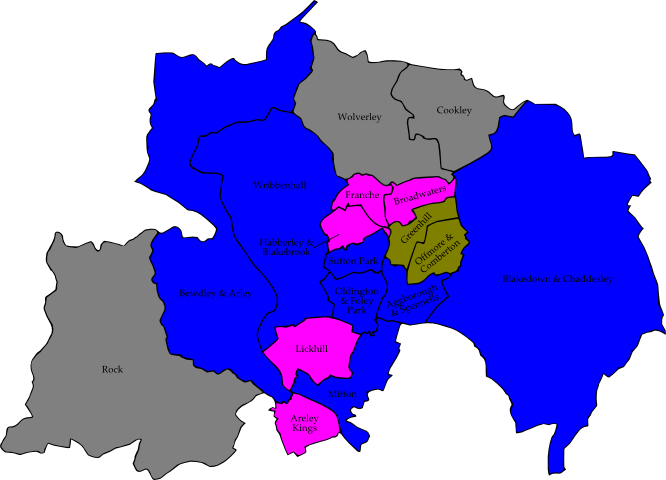 Cookley
Wolverley
Wribbenhall
Franche
Broadwaters
Greenhill
Habberley &
Blakebrook
Offmore &
Comberton
Sutton Park
Blakedown & Chaddesley
Bewdley & Arley
Oldington
& Foley
Park
Aggborough
& Spennells
Lickhill
Rock
Mitton
Areley
Kings